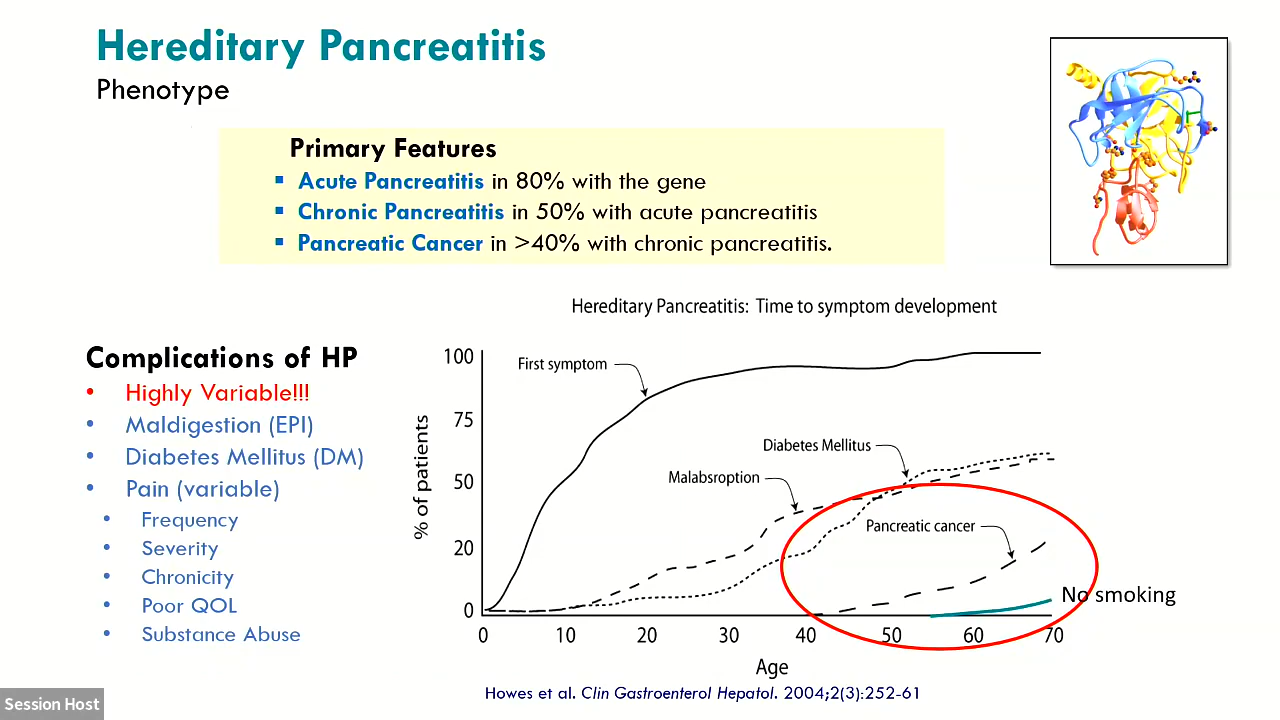 Hereditary Pancreatitis
Phenotype
Primary Features
▪ Acute Pancreatitis in 80% with the gene
▪ Chronic Pancreatitis in 50% with acute pancreatitis
▪ Pancreatic Cancer in >40% with chronic pancreatitis.
Complications of HP
• Highly Variable!!!
• Maldigestion (EPI)
• Diabetes Mellitus (DM)
• Pain (variable)
• Frequency
• Severity
• Chronicity
• Poor QOL
• Substance Abuse
Hereditary Pancreatitis: Time to symptom development
% of patients
100
75
50
20
0
First symptom
Diabetes Mellitus
Malabsroption
Pancreatic cancer
No smoking
0 10 20 30 40 50 60 70
Age
Howes et al. Clin Gastroenterol Hepatol. 2004;2(3):252-61
Session Host